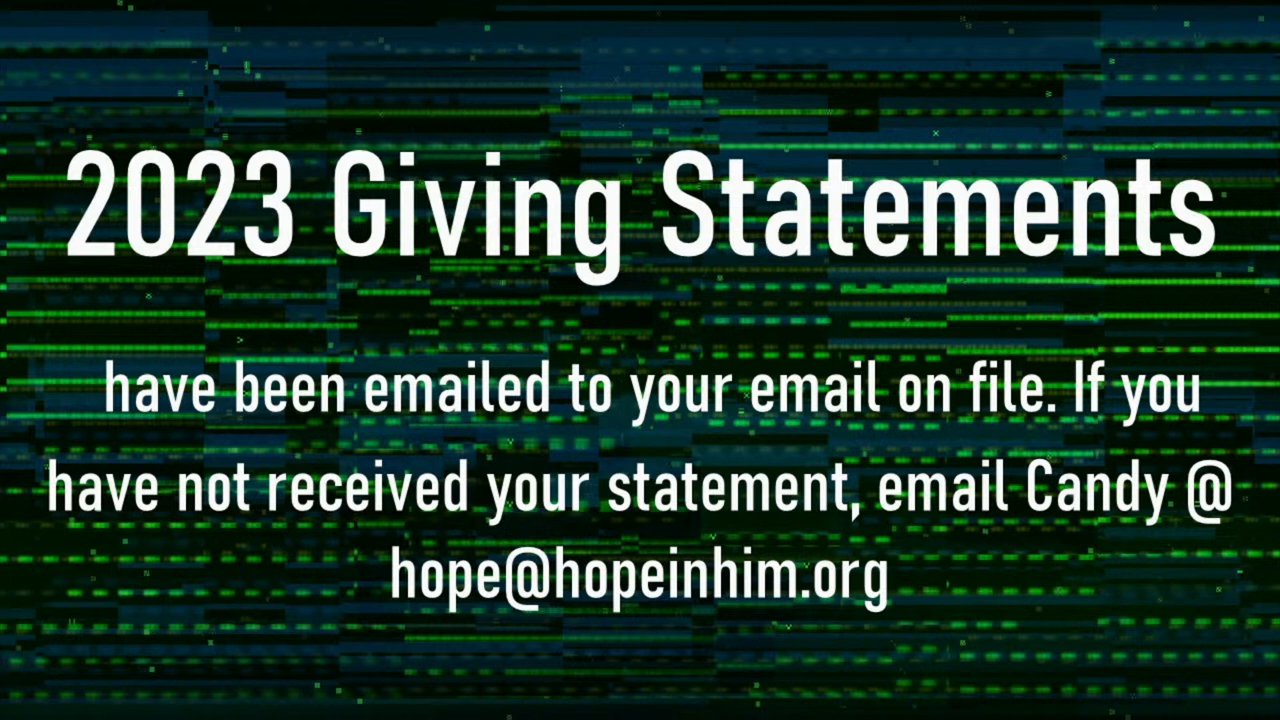 2023 Giving Statements
have been emailed to your email on file. If you
have not received your statement, email Candy @
hope@hopeinhim.org